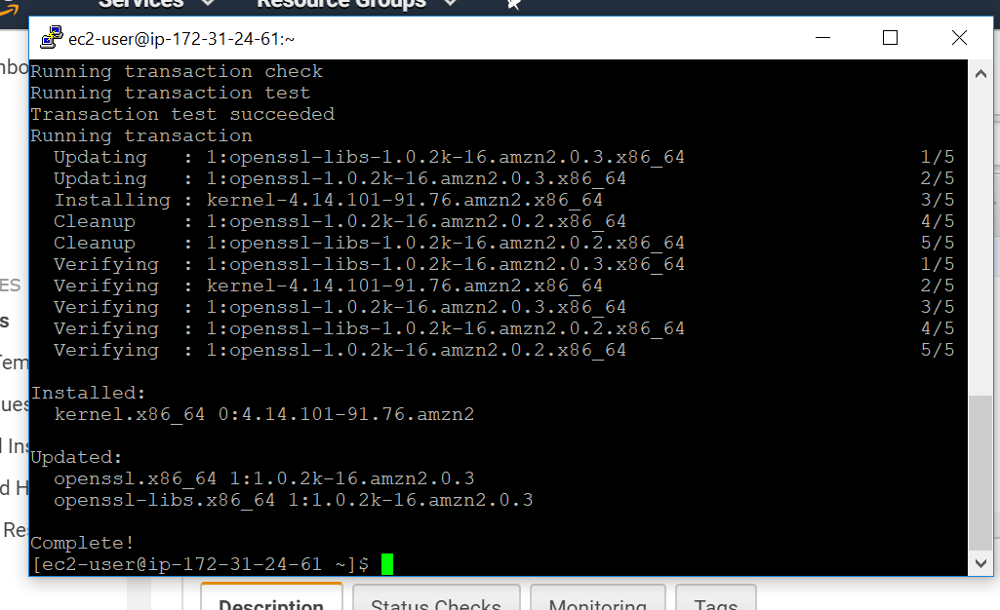 Services Resource Groups
ec2-user@ip-172-31-24-61:~
Running transaction check
Running transaction test
Transaction test succeeded
Running transaction
  Updating   : 1:openssl-libs-1.0.2k-16.amzn2.0.3.x86_64                    1/5
  Updating   : 1:openssl-1.0.2k-16.amzn2.0.3.x86_64                         2/5
  Installing : kernel-4.14.101-91.76.amzn2.x86_64                           3/5
  Cleanup    : 1:openssl-1.0.2k-16.amzn2.0.2.x86_64                         4/5
  Cleanup    : 1:openssl-libs-1.0.2k-16.amzn2.0.2.x86_64                    5/5
  Verifying  : 1:openssl-libs-1.0.2k-16.amzn2.0.3.x86_64                    1/5
  Verifying  : kernel-4.14.101-91.76.amzn2.x86_64                           2/5
  Verifying  : 1:openssl-1.0.2k-16.amzn2.0.3.x86_64                         3/5
  Verifying  : 1:openssl-libs-1.0.2k-16.amzn2.0.2.x86_64                    4/5
  Verifying  : 1:openssl-1.0.2k-16.amzn2.0.2.x86_64                         5/5
Installed:
  kernel.x86_64 0:4.14.101-91.76.amzn2
Updated:
  openssl.x86_64 1:1.0.2k-16.amzn2.0.3
  openssl-libs.x86_64 1:1.0.2k-16.amzn2.0.3
Complete!
[ec2-user@ip-172-31-24-61 ~]$
Description Status Checks Monitoring Tags